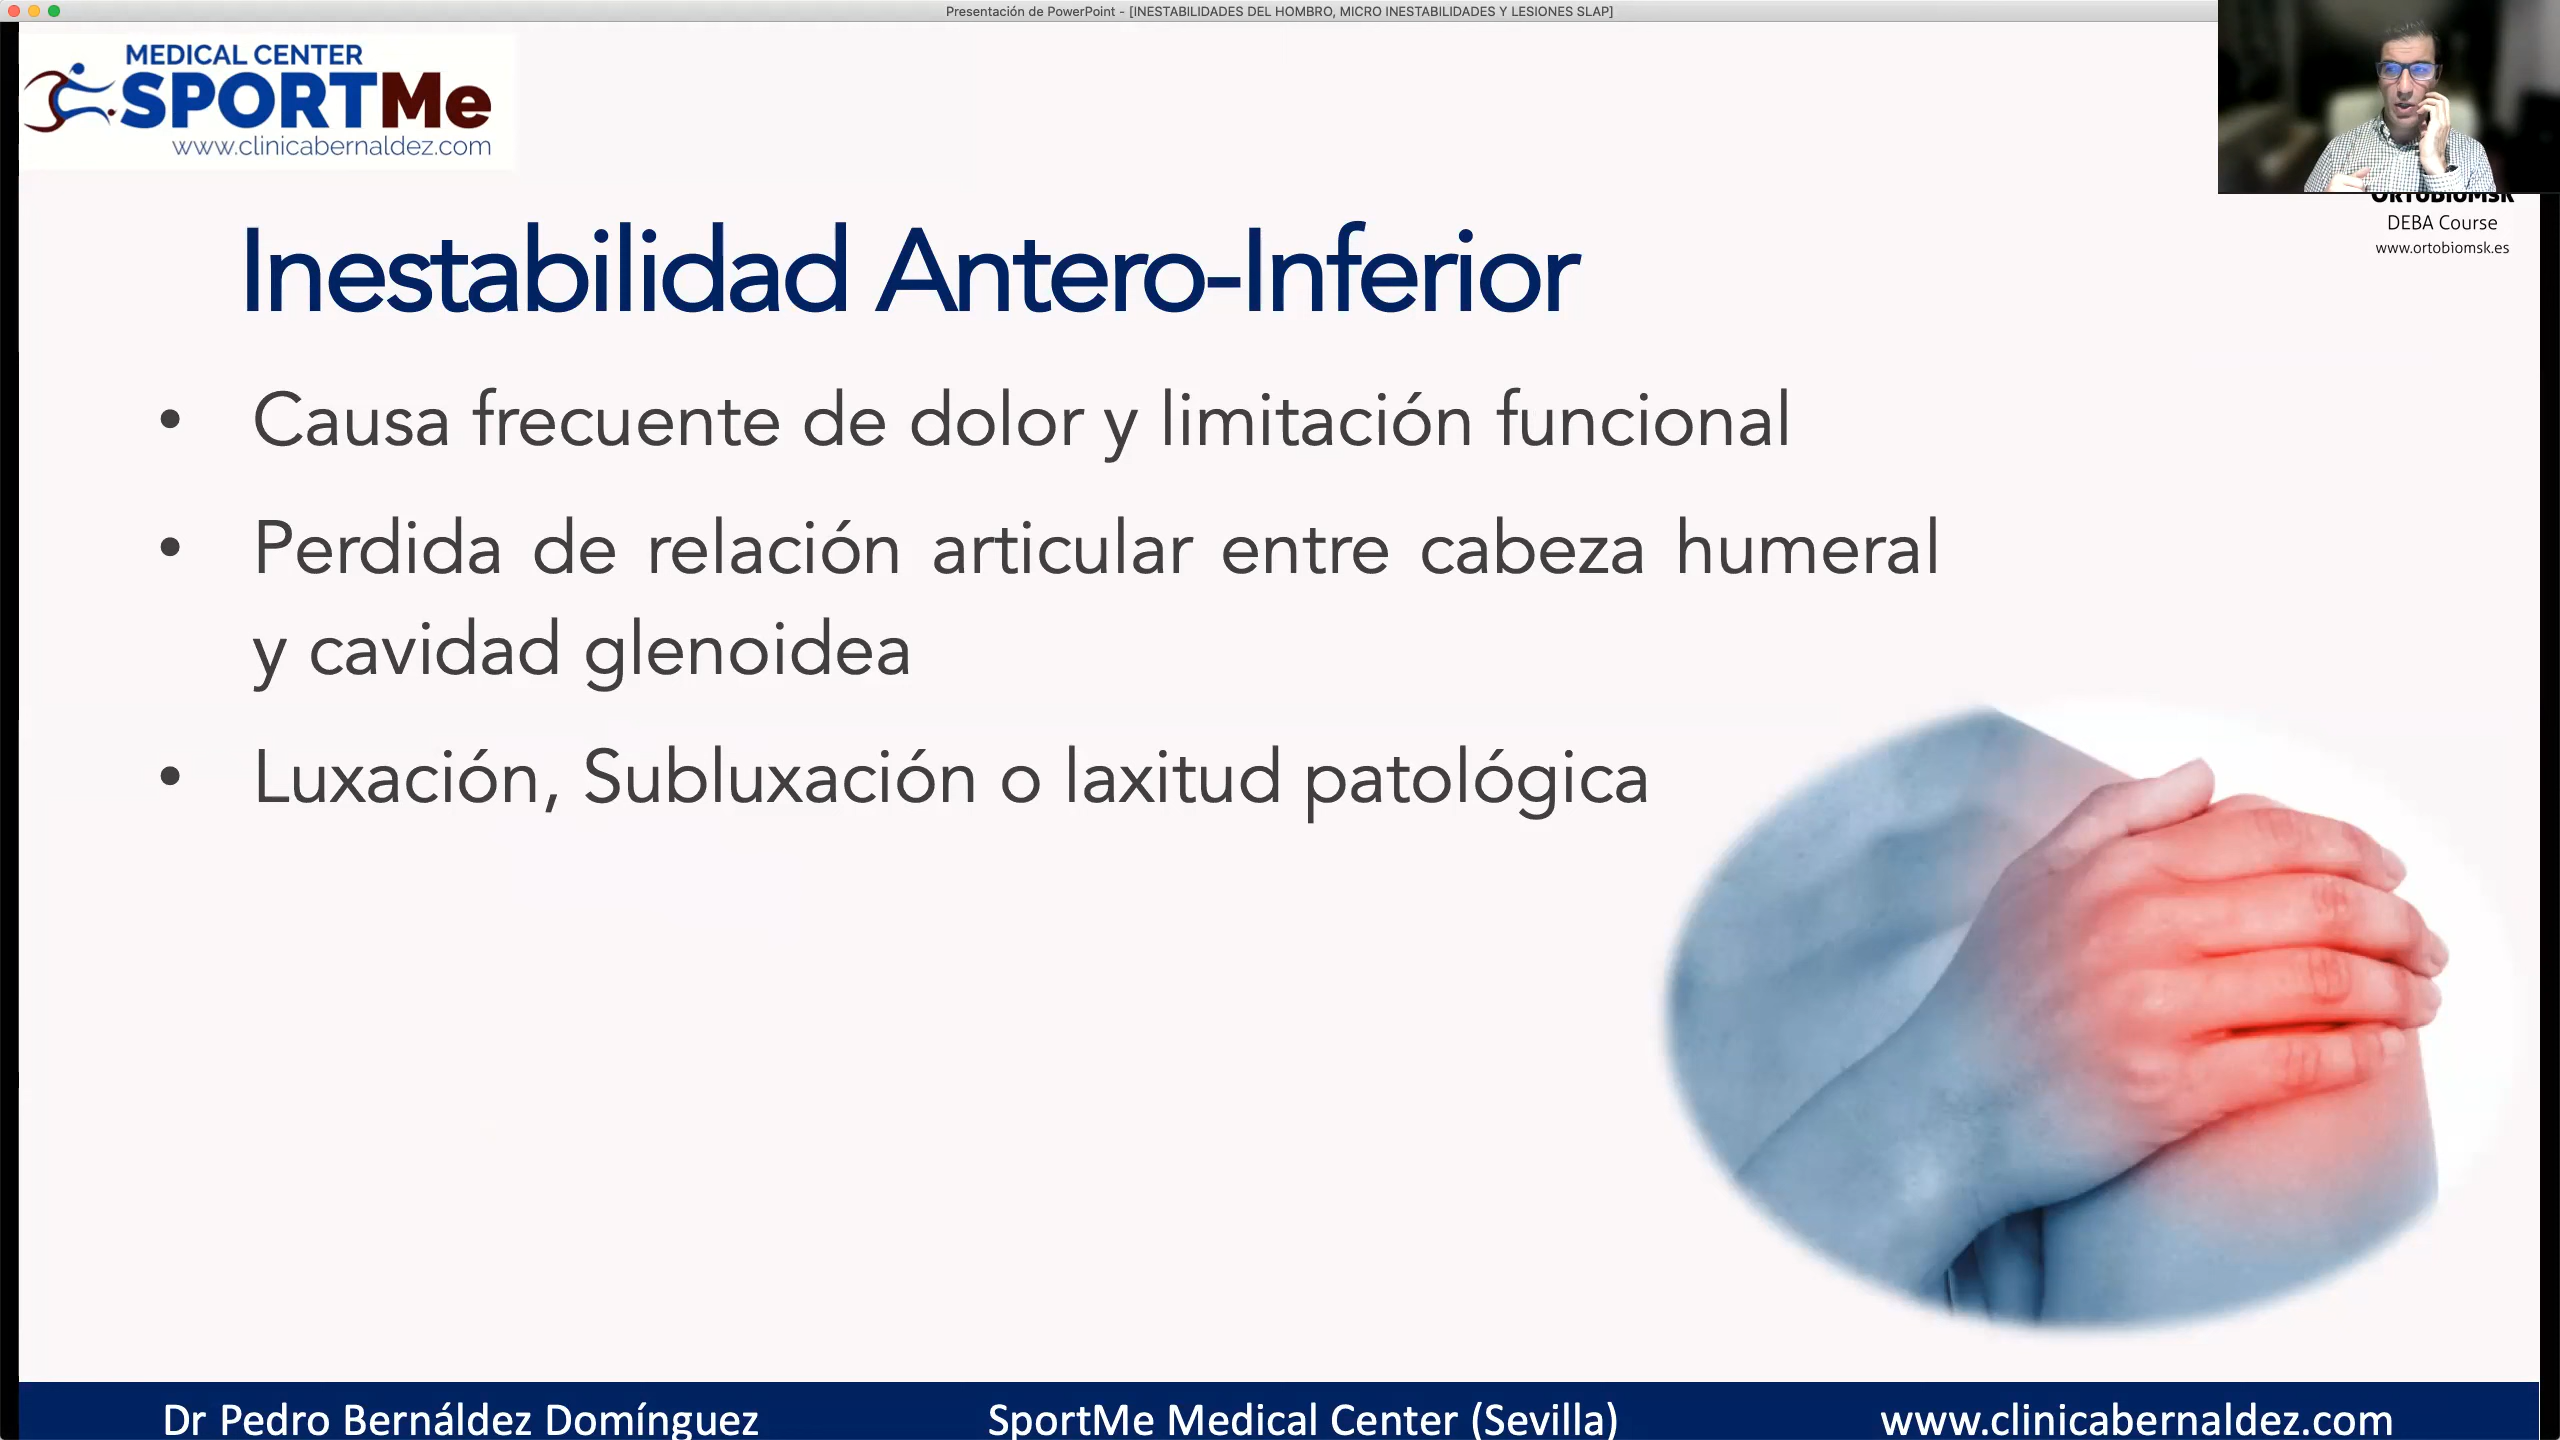 Presentación de PowerPoint - [INESTABILIDADES DEL HOMBRO, MICRO INESTABILIDADES Y LESIONES SLAP]
MEDICAL CENTER
SPORTMe
www.clinicabernaldez.com
ORTOBIOMSK
DEBA Course
www.ortobiomsk.es
Inestabilidad Antero-Inferior
• Causa frecuente de dolor y limitación funcional
• Perdida de relación articular entre cabeza humeral
y cavidad glenoidea
• Luxación, Subluxación o laxitud patológica
Dr Pedro Bernáldez Domínguez
SportMe Medical Center (Sevilla)
www.clinicabernaldez.com